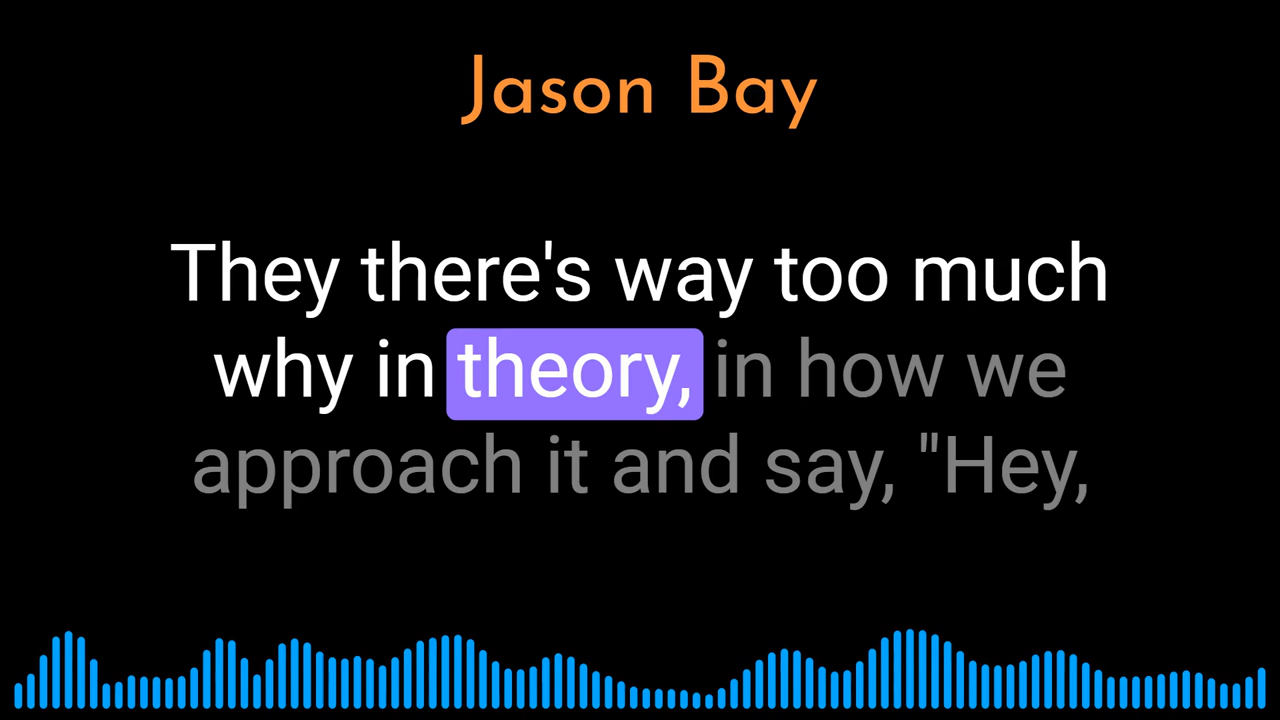 Jason Bay
They there's way too much
why in theory, in how we
approach it and say, "Hey,